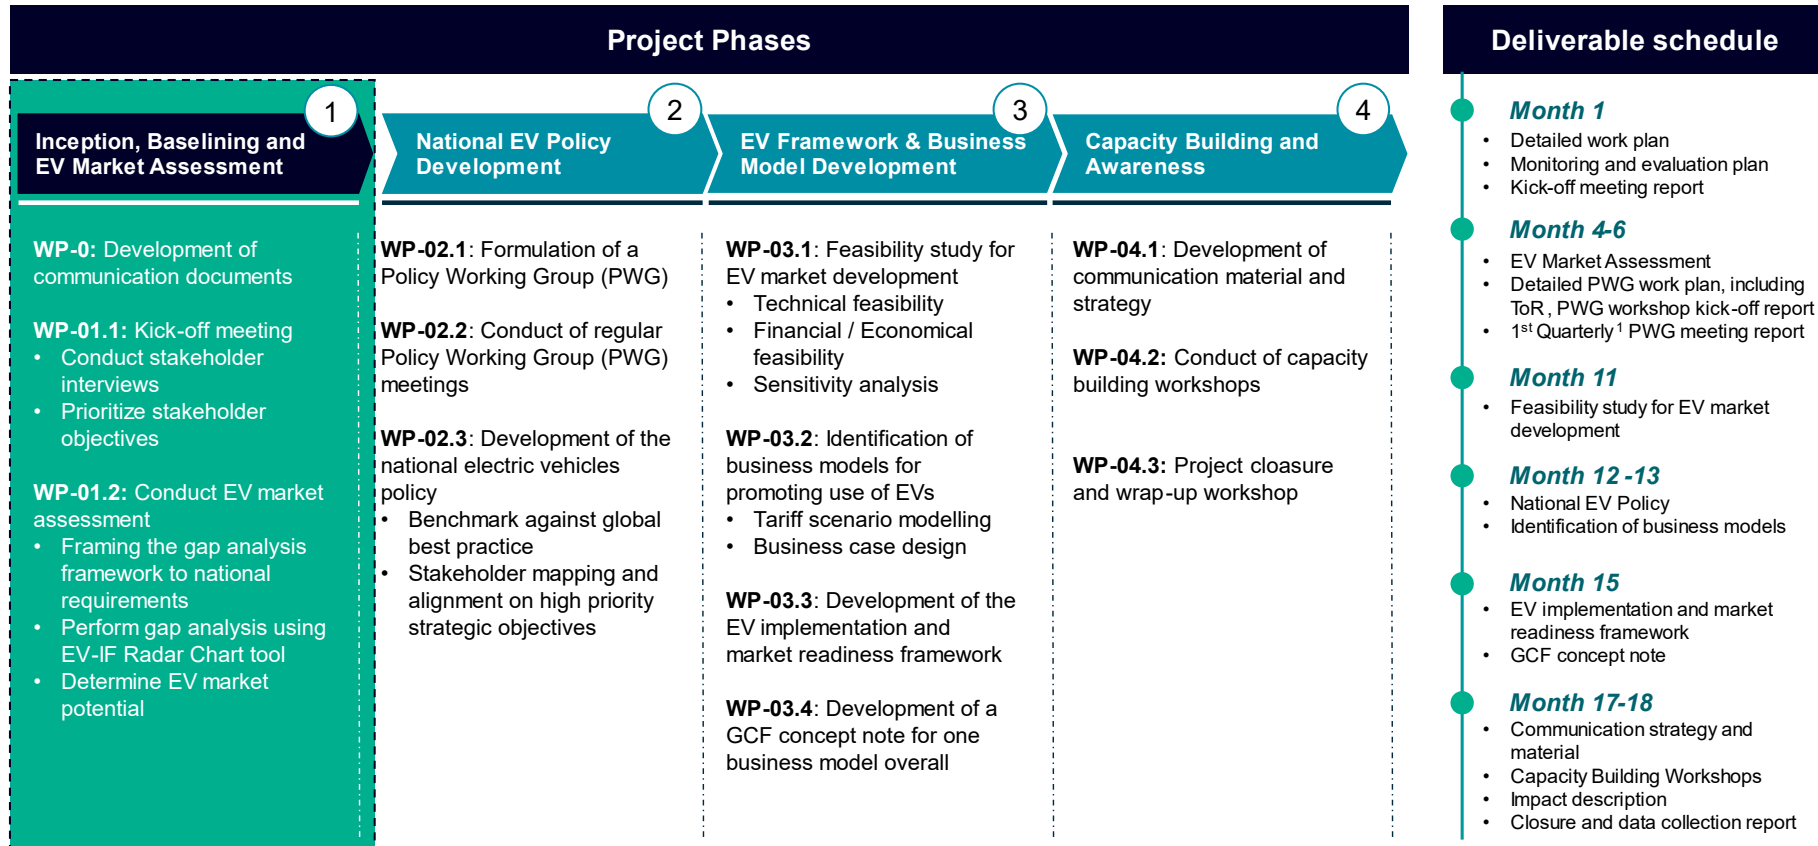 Project Phases
1
Inception, Baselining and
EV Market Assessment
WP-0: Development of
communication documents
WP-01.1: Kick-off meeting
• Conduct stakeholder
interviews
• Prioritize stakeholder
objectives
WP-01.2: Conduct EV market
assessment
• Framing the gap analysis
framework to national
requirements
• Perform gap analysis using
EV-IF Radar Chart tool
• Determine EV market
potential
2
National EV Policy
Development
WP-02.1: Formulation of a
Policy Working Group (PWG)
WP-02.2: Conduct of regular
Policy Working Group (PWG)
meetings
WP-02.3: Development of the
national electric vehicles
policy
• Benchmark against global
best practice
• Stakeholder mapping and
alignment on high priority
strategic objectives
3
EV Framework & Business
Model Development
WP-03.1: Feasibility study for
EV market development
• Technical feasibility
• Financial / Economical
feasibility
• Sensitivity analysis
WP-03.2: Identification of
business models for
promoting use of EVs
• Tariff scenario modelling
• Business case design
WP-03.3: Development of the
EV implementation and
market readiness framework
WP-03.4: Development of a
GCF concept note for one
business model overall
4
Capacity Building and
Awareness
WP-04.1: Development of
communication material and
strategy
WP-04.2: Conduct of capacity
building workshops
WP-04.3: Project cloasure
and wrap-up workshop
Deliverable schedule
Month 1
• Detailed work plan
• Monitoring and evaluation plan
• Kick-off meeting report
Month 4-6
• EV Market Assessment
• Detailed PWG work plan, including
ToR, PWG workshop kick-off report
• 1st Quarterly1 PWG meeting report
Month 11
• Feasibility study for EV market
development
Month 12 -13
• National EV Policy
• Identification of business models
Month 15
• EV implementation and market
readiness framework
• GCF concept note
Month 17-18
• Communication strategy and
material
• Capacity Building Workshops
• Impact description
• Closure and data collection report